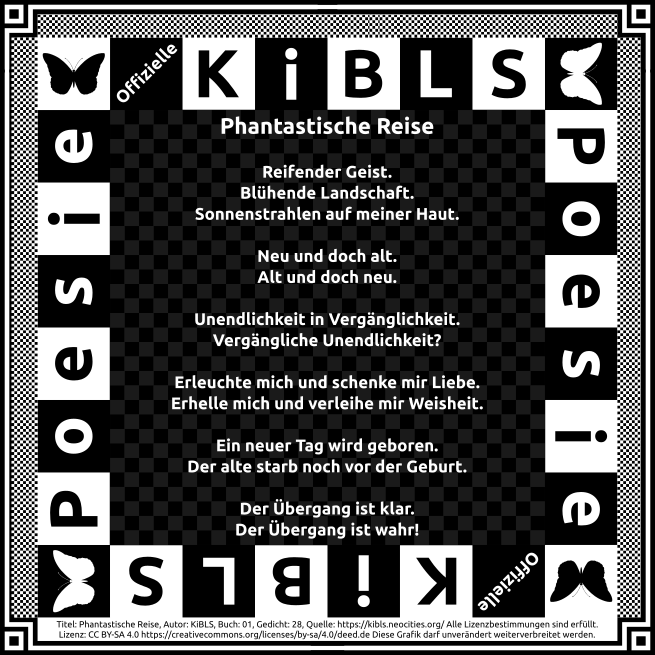 Offizielle KiBLS
Poesie
Poesie
Phantastische Reise
Reifender Geist.
Blühende Landschaft.
Sonnenstrahlen auf meiner Haut.
Neu und doch alt.
Alt und doch neu.
Unendlichkeit in Vergänglichkeit.
Vergängliche Unendlichkeit?
Erleuchte mich und schenke mir Liebe.
Erhelle mich und verleihe mir Weisheit.
Ein neuer Tag wird geboren.
Der alte starb noch vor der Geburt.
Der Übergang ist klar.
Der Übergang ist wahr!
Offizielle KiBLS
Titel: Phantastische Reise, Autor: KiBLS, Buch: 01, Gedicht: 28, Quelle: https://kibls.neocities.org/ Alle Lizenzbestimmungen sind erfüllt.
Lizenz: CC BY-SA 4.0 https://creativecommons.org/licenses/by-sa/4.0/deed.de Diese Grafik darf unverändert weiterverbreitet werden.